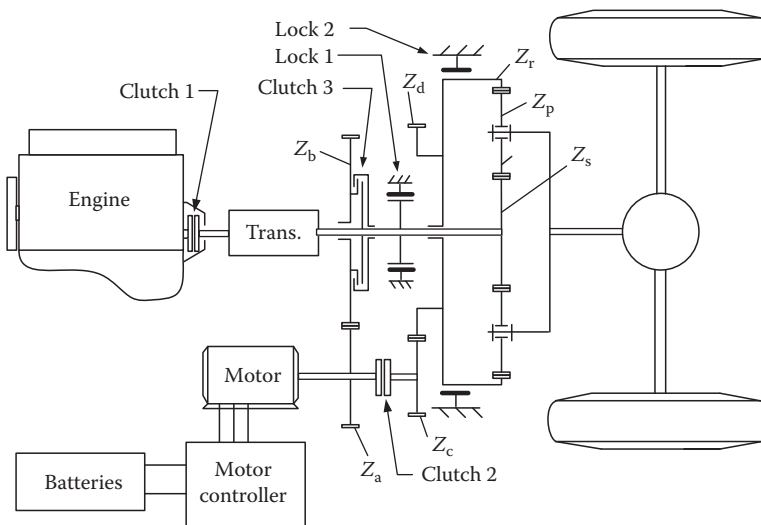 Lock 2
Lock 1
Clutch 1
Clutch 3
Z_d
Z_r
Z_p
Z_b
Z_s
Engine
Trans.
Motor
Z_a
Z_c
Clutch 2
Batteries
Motor
controller